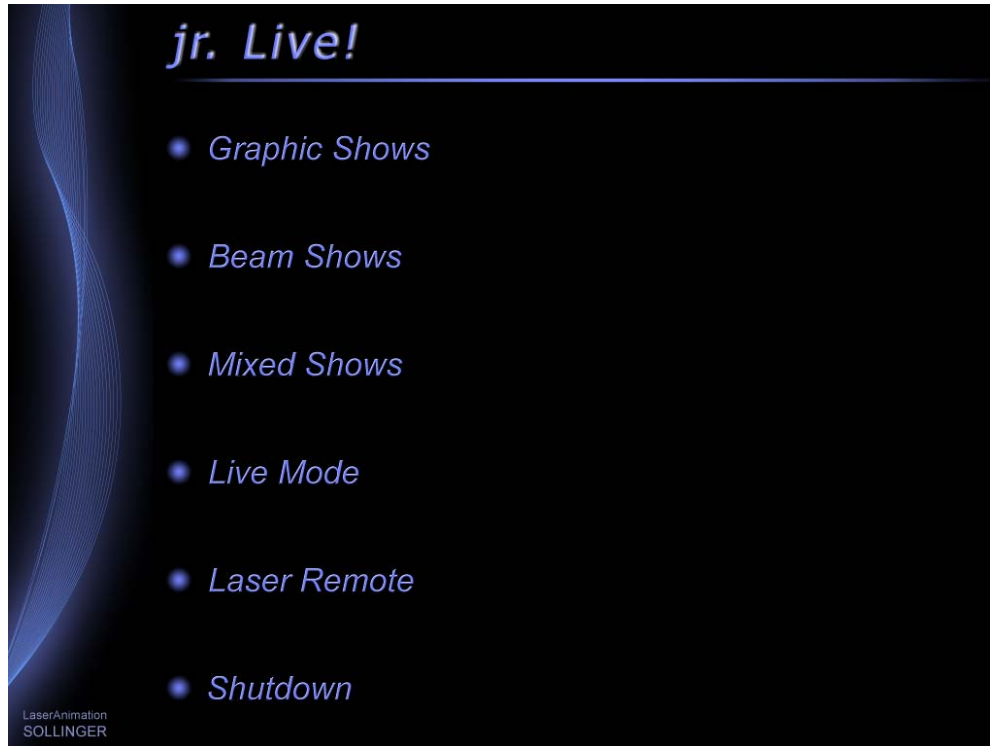 jr. Live!
Graphic Shows
Beam Shows
Mixed Shows
Live Mode
Laser Remote
Shutdown
LaserAnimation
SOLLINGER